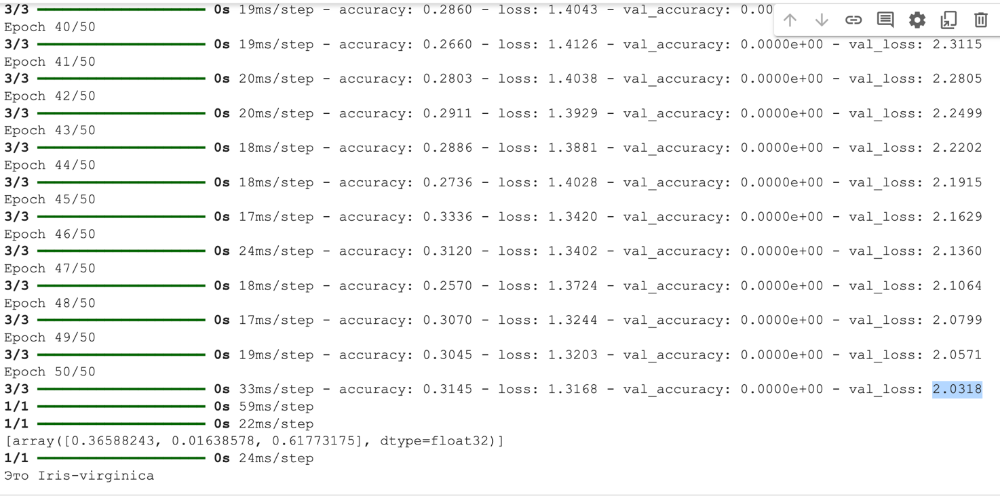 3/3 0s 19ms/step - accuracy: 0.2860 - loss: 1.4043 - val_accuracy: 0.00
Epoch 40/50
3/3 0s 19ms/step - accuracy: 0.2660 - loss: 1.4126 - val_accuracy: 0.0000e+00 - val_loss: 2.3115
Epoch 41/50
3/3 0s 20ms/step - accuracy: 0.2803 - loss: 1.4038 - val_accuracy: 0.0000e+00 - val_loss: 2.2805
Epoch 42/50
3/3 0s 20ms/step - accuracy: 0.2911 - loss: 1.3929 - val_accuracy: 0.0000e+00 - val_loss: 2.2499
Epoch 43/50
3/3 0s 18ms/step - accuracy: 0.2886 - loss: 1.3881 - val_accuracy: 0.0000e+00 - val_loss: 2.2202
Epoch 44/50
3/3 0s 18ms/step - accuracy: 0.2736 - loss: 1.4028 - val_accuracy: 0.0000e+00 - val_loss: 2.1915
Epoch 45/50
3/3 0s 17ms/step - accuracy: 0.3336 - loss: 1.3420 - val_accuracy: 0.0000e+00 - val_loss: 2.1629
Epoch 46/50
3/3 0s 24ms/step - accuracy: 0.3120 - loss: 1.3402 - val_accuracy: 0.0000e+00 - val_loss: 2.1360
Epoch 47/50
3/3 0s 18ms/step - accuracy: 0.2570 - loss: 1.3724 - val_accuracy: 0.0000e+00 - val_loss: 2.1064
Epoch 48/50
3/3 0s 17ms/step - accuracy: 0.3070 - loss: 1.3244 - val_accuracy: 0.0000e+00 - val_loss: 2.0799
Epoch 49/50
3/3 0s 19ms/step - accuracy: 0.3045 - loss: 1.3203 - val_accuracy: 0.0000e+00 - val_loss: 2.0571
Epoch 50/50
3/3 0s 33ms/step - accuracy: 0.3145 - loss: 1.3168 - val_accuracy: 0.0000e+00 - val_loss: 2.0318
1/1 0s 59ms/step
1/1 0s 22ms/step
[array([0.36588243, 0.01638578, 0.61773175], dtype=float32)]
1/1 0s 24ms/step
Это Iris-virginica